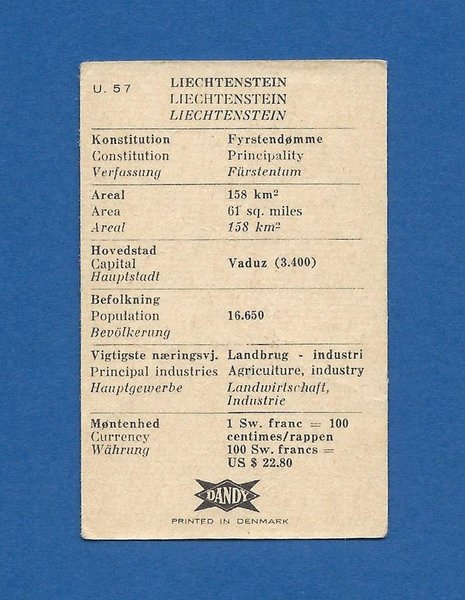 U. 57 LIECHTENSTEIN
LIECHTENSTEIN
LIECHTENSTEIN
Konstitution Fyrstendømme
Constitution Principality
Verfassung Fürstentum
Areal 158 km²
Area 61 sq. miles
Areal 158 km²
Hovedstad
Capital Vaduz (3.400)
Hauptstadt
Befolkning
Population 16.650
Bevölkerung
Vigtigste næringsvj. Landbrug - industri
Principal industries Agriculture, industry
Hauptgewerbe Landwirtschaft,
Industrie
Møntenhed 1 Sw. franc = 100
Currency centimes/rappen
Währung 100 Sw. francs =
US $ 22.80
DANDY
PRINTED IN DENMARK